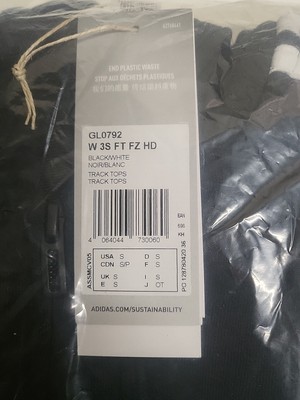 END PLASTIC WASTE
STOP AUX DÉCHETS PLASTIQUES
GL0792
W 3S FT FZ HD
BLACK/WHITE
NOIR/BLANC
TRACK TOPS
TRACK TOPS
4 064044 730060
USA S D S
CDN S/P F S
UK S I S
E S J OT
ASSMCV05
ADIDAS.COM/SUSTAINABILITY